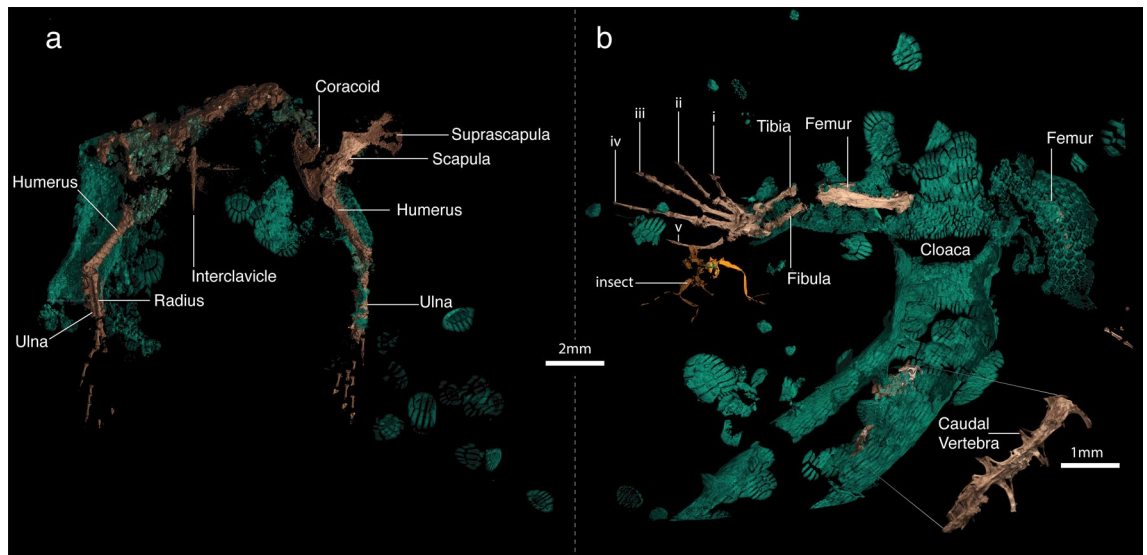 a
Coracoid
Suprascapula
Scapula
Humerus
Humerus
Interclavicle
Radius
Ulna
Ulna
2mm
b
ii
iii
i
iv
Tibia
Femur
Femur
v
Cloaca
Fibula
insect
Caudal
Vertebra
1mm